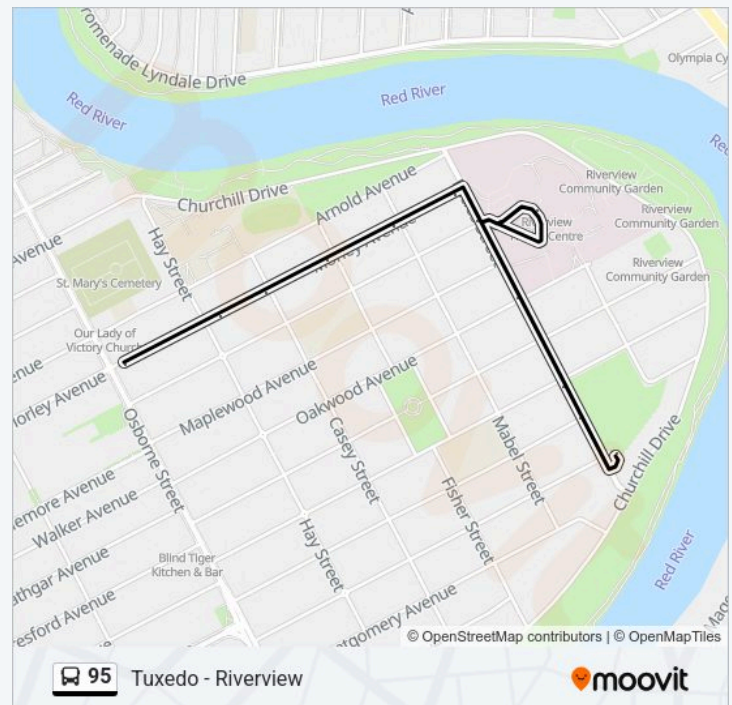 Promenade Lyndale Drive
Olympia Cy
Red River
Red River
Red
Riverview
Community Garden
Churchill Drive
Arnold Avenue
Riverview
Community Garden
Avenue
Hay Street
Centre
Riverview
Community Garden
St. Mary's Cemetery
Our Lady of
Victory Church
Maplewood Avenue
Oakwood Avenue
Morley Avenue
Osborne Street
Casey Street
Mabel Street
Churchill Drive
Walker Avenue
Hay Street
Fisher Street
Red River
Blind Tiger
Kitchen & Bar
© OpenStreetMap contributors | © OpenMapTiles
95 Tuxedo - Riverview
moovit